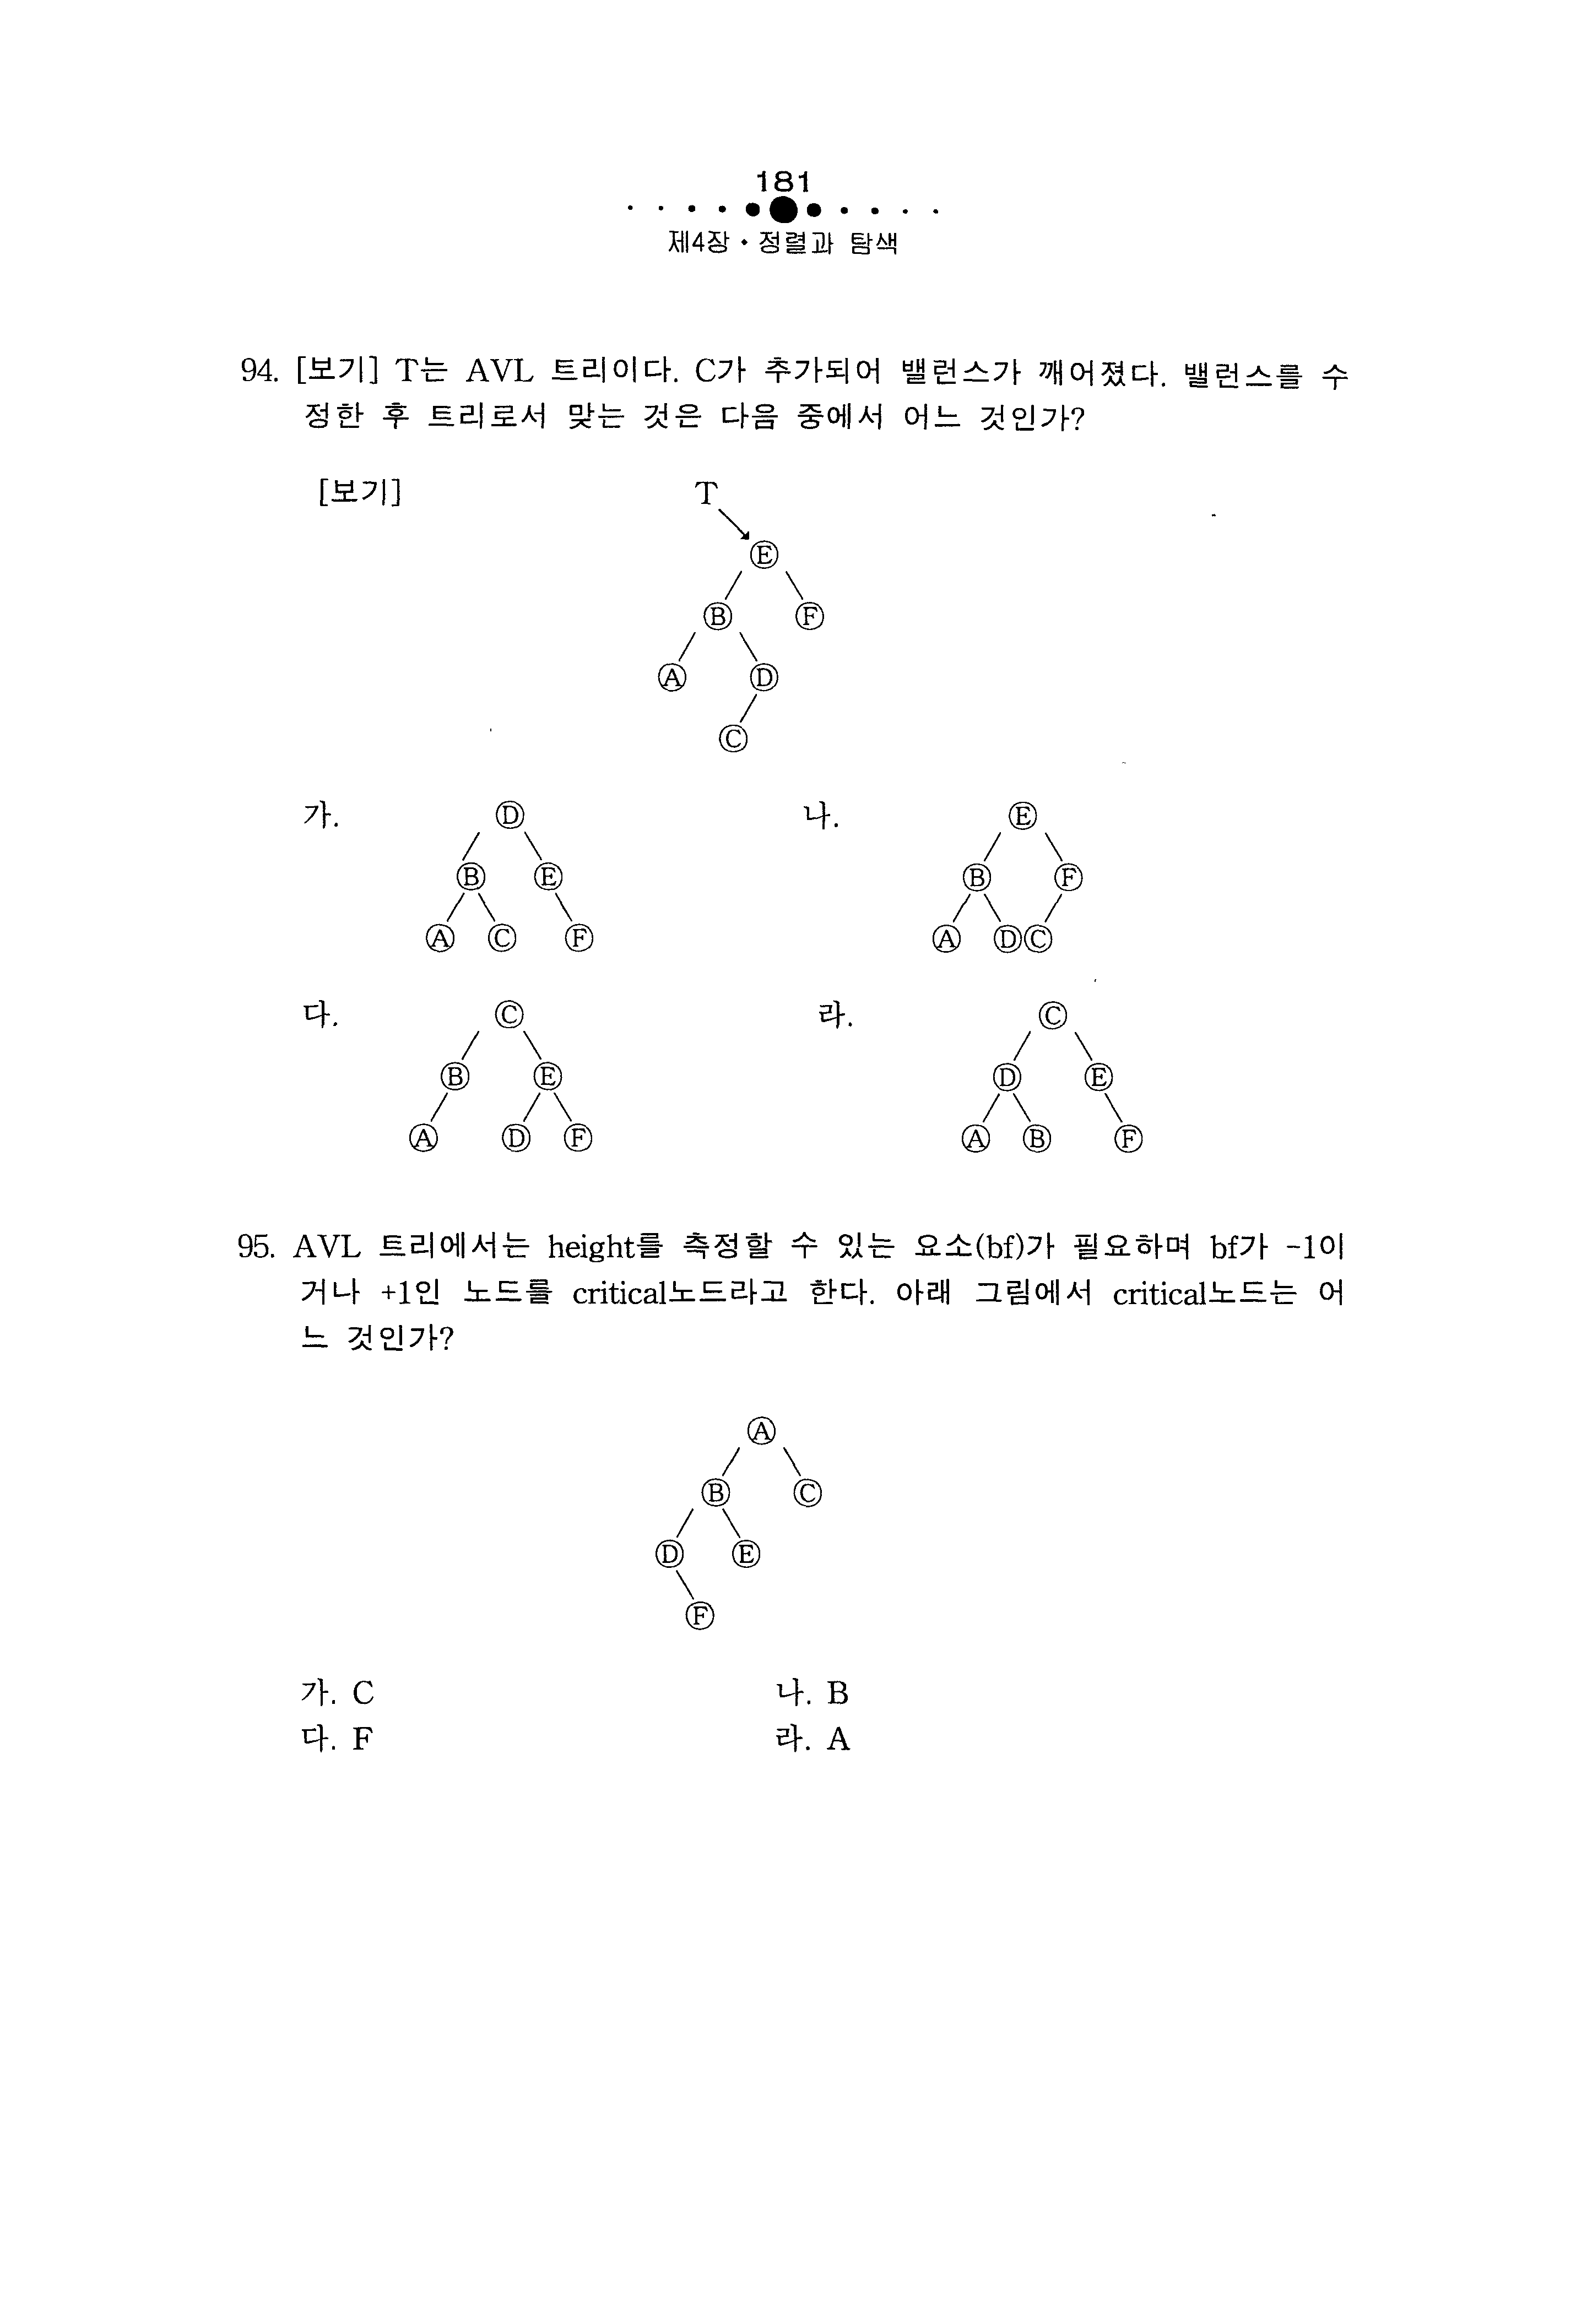 181
제4장 • 정렬과 탐색
94. [보기] T는 AVL 트리이다. C가 추가되어 밸런스가 깨어졌다. 밸런스를 수
정한 후 트리로서 맞는 것은 다음 중에서 어느 것인가?
[보기] T
E
B F
A D
C
가. D 나. E
B E B F
A C F A D C
다. C 라. C
B E D E
A D F A B F
95. AVL 트리에서는 height를 측정할 수 있는 요소(bf)가 필요하며 bf가 -1이
거나 +1인 노드를 critical노드라고 한다. 아래 그림에서 critical노드는 어
느 것인가?
A
B C
D E
F
가. C 나. B
다. F 라. A